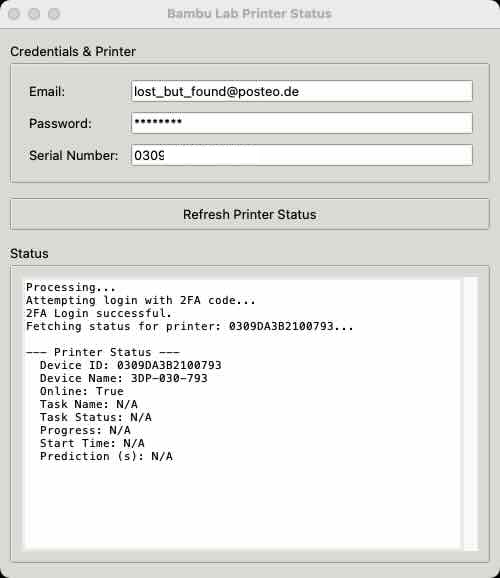 Bambu Lab Printer Status
Credentials & Printer
Email: lost_but_found@posteo.de
Password: ********
Serial Number: 0309
Refresh Printer Status
Status
Processing...
Attempting login with 2FA code...
2FA Login successful.
Fetching status for printer: 0309DA3B2100793...
--- Printer Status ---
Device ID: 0309DA3B2100793
Device Name: 3DP-030-793
Online: True
Task Name: N/A
Task Status: N/A
Progress: N/A
Start Time: N/A
Prediction (s): N/A